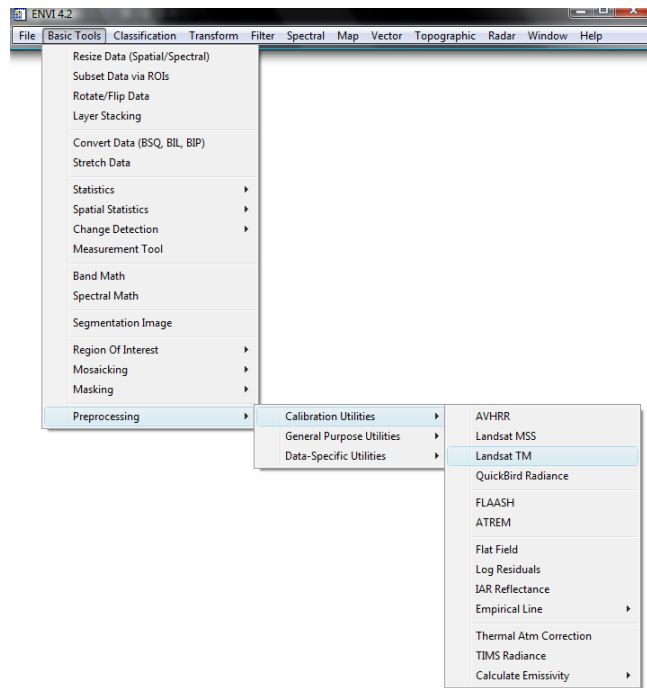 ENVI 4.2
File Basic Tools Classification Transform Filter Spectral Map Vector Topographic Radar Window Help
Resize Data (Spatial/Spectral)
Subset Data via ROIs
Rotate/Flip Data
Layer Stacking
Convert Data (BSQ, BIL, BIP)
Stretch Data
Statistics
Spatial Statistics
Change Detection
Measurement Tool
Band Math
Spectral Math
Segmentation Image
Region Of Interest
Mosaicking
Masking
Preprocessing
Calibration Utilities
General Purpose Utilities
Data-Specific Utilities
AVHRR
Landsat MSS
Landsat TM
QuickBird Radiance
FLAASH
ATREM
Flat Field
Log Residuals
IAR Reflectance
Empirical Line
Thermal Atm Correction
TIMS Radiance
Calculate Emissivity